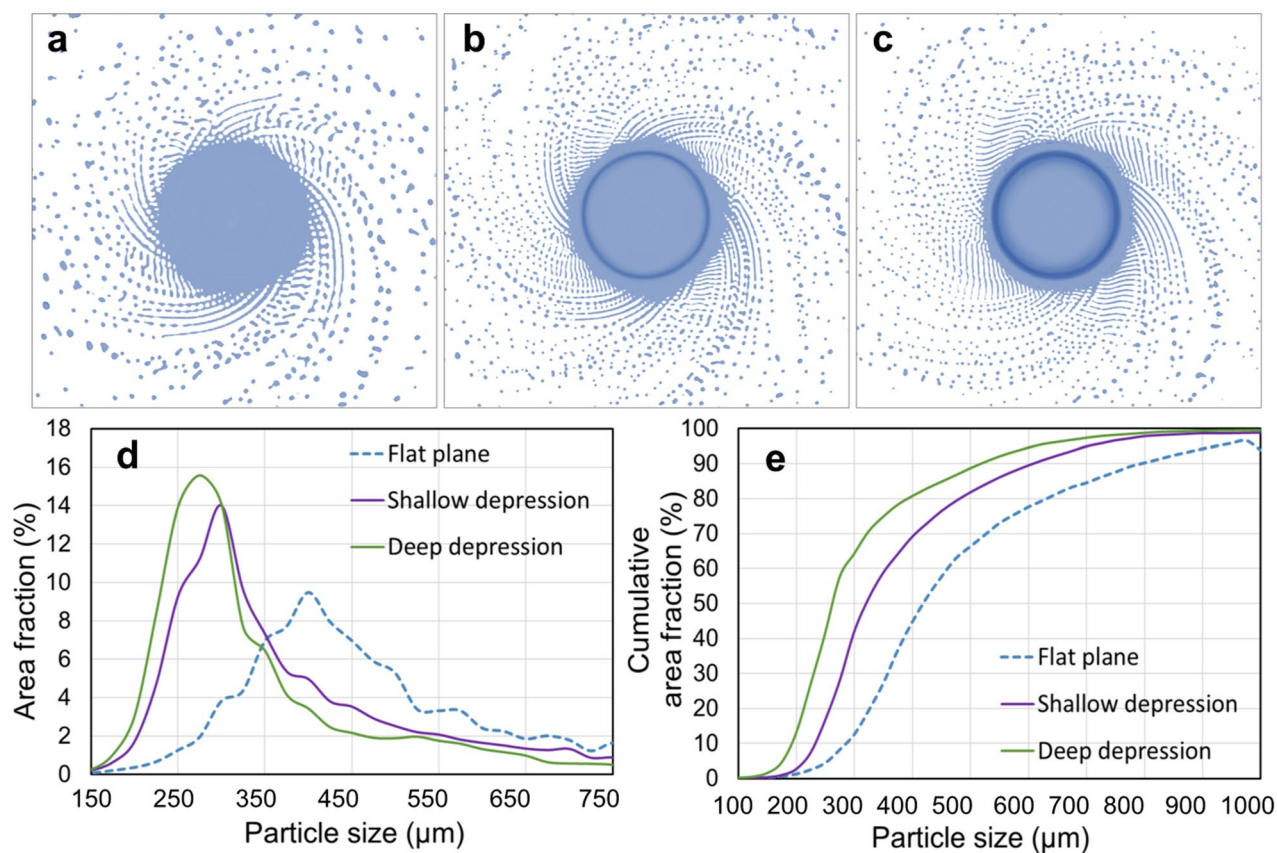 a
b
c
d
Area fraction (%)
18
16
14
12
10
8
6
4
2
0
Flat plane
Shallow depression
Deep depression
150 250 350 450 550 650 750
Particle size (µm)
e
Cumulative
area fraction (%)
100
90
80
70
60
50
40
30
20
10
0
Flat plane
Shallow depression
Deep depression
100 200 300 400 500 600 700 800 900 1000
Particle size (µm)